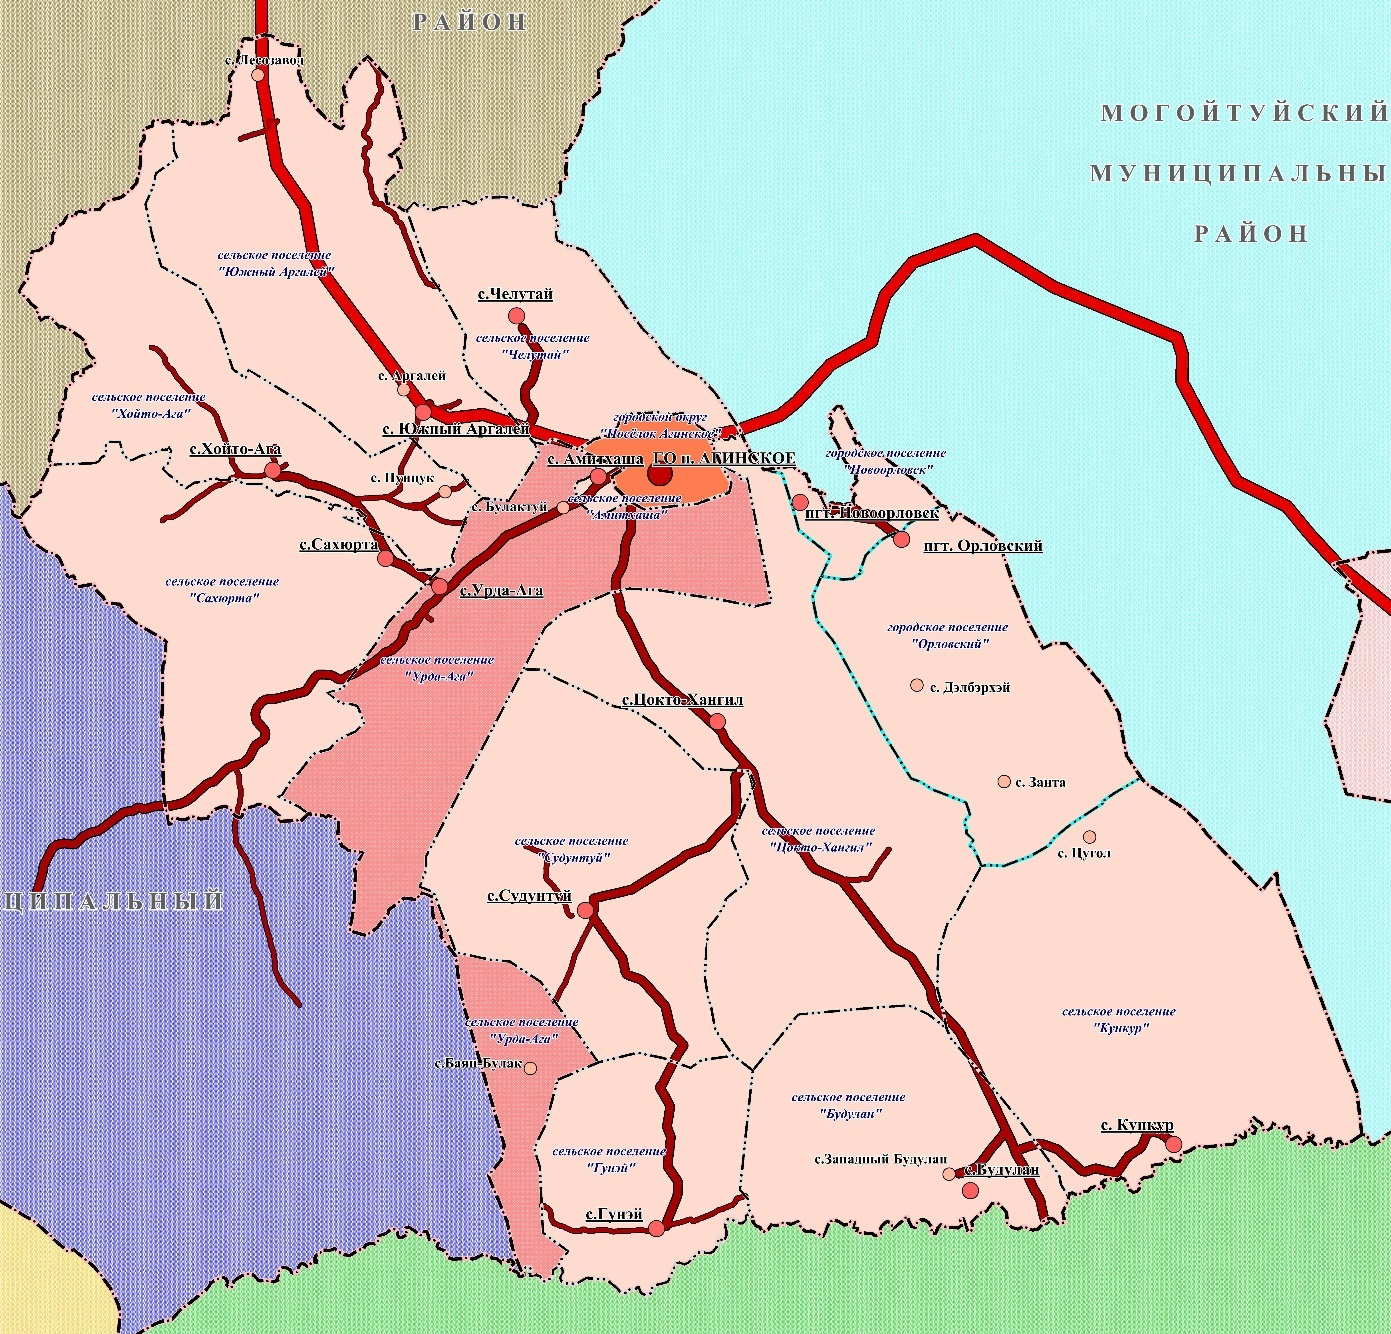 РАЙОН
с. Лесозавод
МОГОЙТУЙСКИЙ
МУНИЦИПАЛЬНЫ
РАЙОН
сельское поселение
"Южный Аргалей"
с.Челутай
сельское поселение
"Челутай"
с. Аргалей
сельское поселение
"Хойто-Ага"
с. Южный Аргалей
городской округ
"Посёлок Агинское"
с.Хойто-Ага
с. Амитхаша
ГО п. АГИНСКОЕ
городское поселение
"Новоорловск"
с. Пунцук
с. Булактуй
сельское поселение
"Амитхаша"
пгт. Новоорловск
с.Сахюрта
пгт. Орловский
сельское поселение
"Сахюрта"
с.Урда-Ага
городское поселение
"Орловский"
сельское поселение
"Урда-Ага"
с. Дэлбэрхэй
с.Цокто-Хангил
с. Занта
сельское поселение
"Судунтуй"
сельское поселение
"Цокто-Хангил"
с. Цугол
ЦИПАЛЬНЫЙ
с.Судунтуй
сельское поселение
"Урда-Ага"
сельское поселение
"Кункур"
с.Баян-Булак
сельское поселение
"Будулан"
с. Кункур
сельское поселение
"Гунэй"
с.Западный Будулан
с.Будулан
с.Гунэй